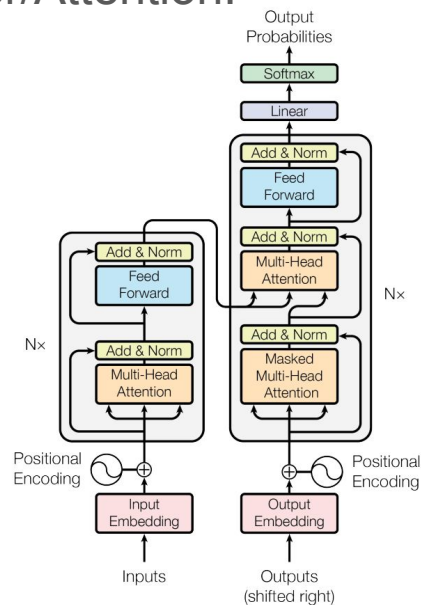 Output
Probabilities
Softmax
Linear
Add & Norm
Feed
Forward
Add & Norm
Multi-Head
Attention
Nx
Add & Norm
Masked
Multi-Head
Attention
Add & Norm
Feed
Forward
Nx
Add & Norm
Multi-Head
Attention
Positional
Encoding
Positional
Encoding
Input
Embedding
Output
Embedding
Inputs
Outputs
(shifted right)